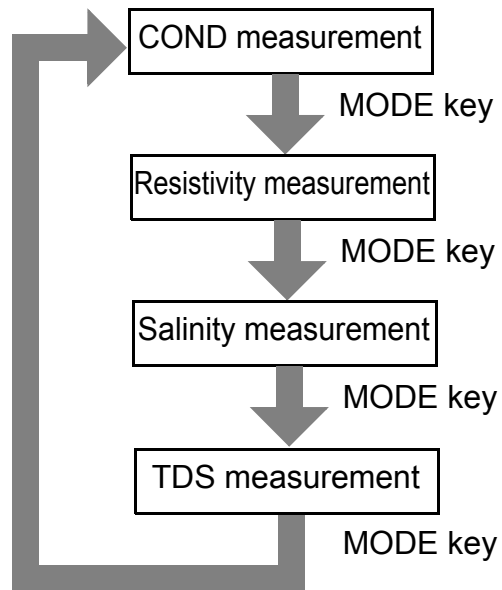 COND measurement
MODE key
Resistivity measurement
MODE key
Salinity measurement
MODE key
TDS measurement
MODE key